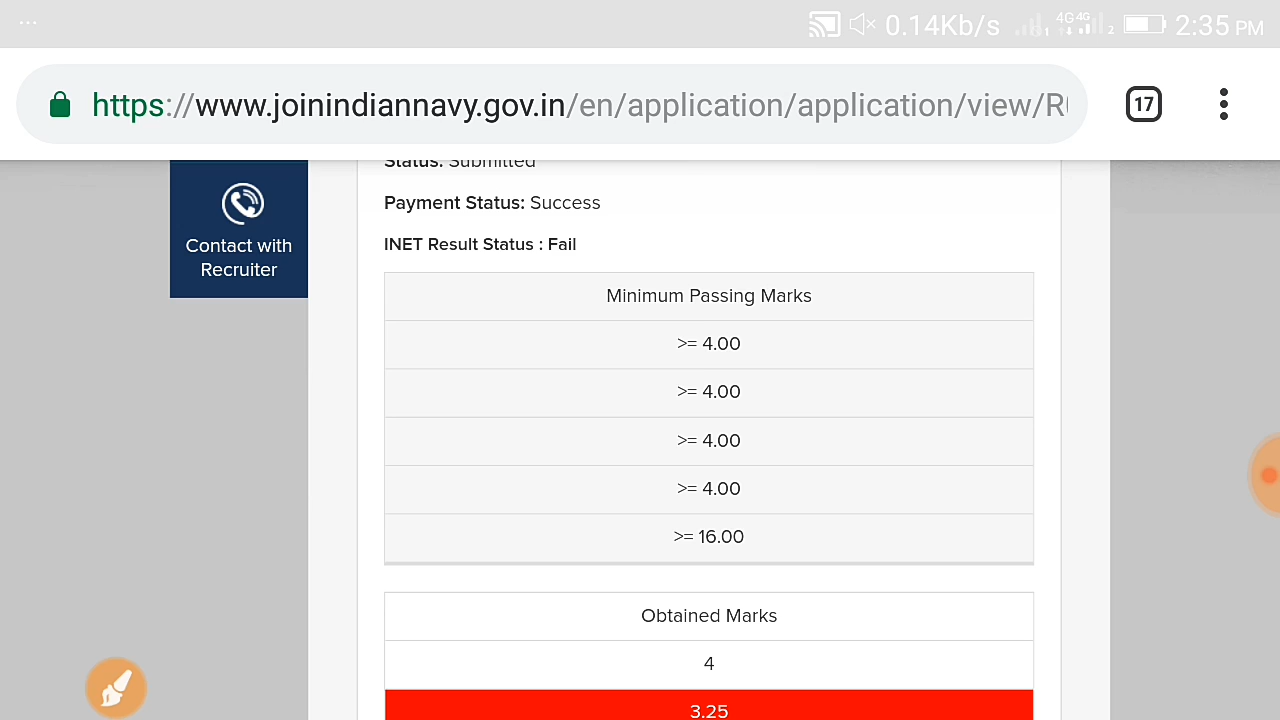 ... 0.14Kb/s 4G 4G 2 2:35 PM
https://www.joinindiannavy.gov.in/en/application/application/view/R
17
Status: Submitted
Contact with
Recruiter
Payment Status: Success
INET Result Status : Fail
Minimum Passing Marks
>= 4.00
>= 4.00
>= 4.00
>= 4.00
>= 16.00
Obtained Marks
4
3.25